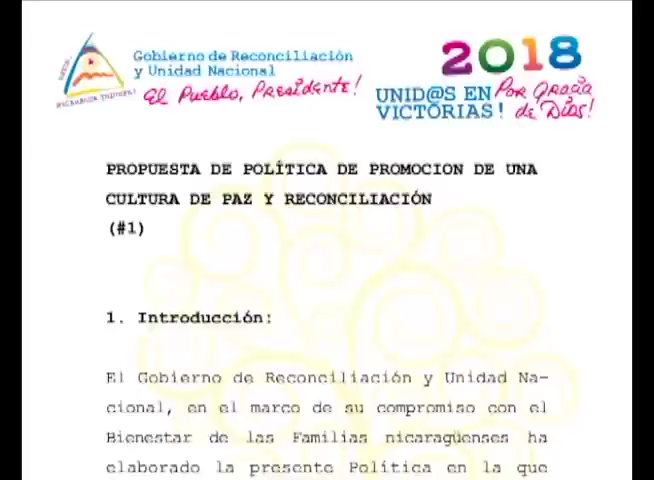 Gobierno de Reconciliación
y Unidad Nacional
El Pueblo, Presidente!
2018
UNID@S EN
VICTORIAS!
Por Gracia
de Dios!
NICARAGUA TRIUNFA!
PROPUESTA DE POLÍTICA DE PROMOCION DE UNA
CULTURA DE PAZ Y RECONCILIACIÓN
(#1)
1. Introducción:
El Gobierno de Reconciliación y Unidad Na-
cional, en el marco de su compromiso con el
Bienestar de las Familias nicaragüenses ha
elaborado la presente Política en la que